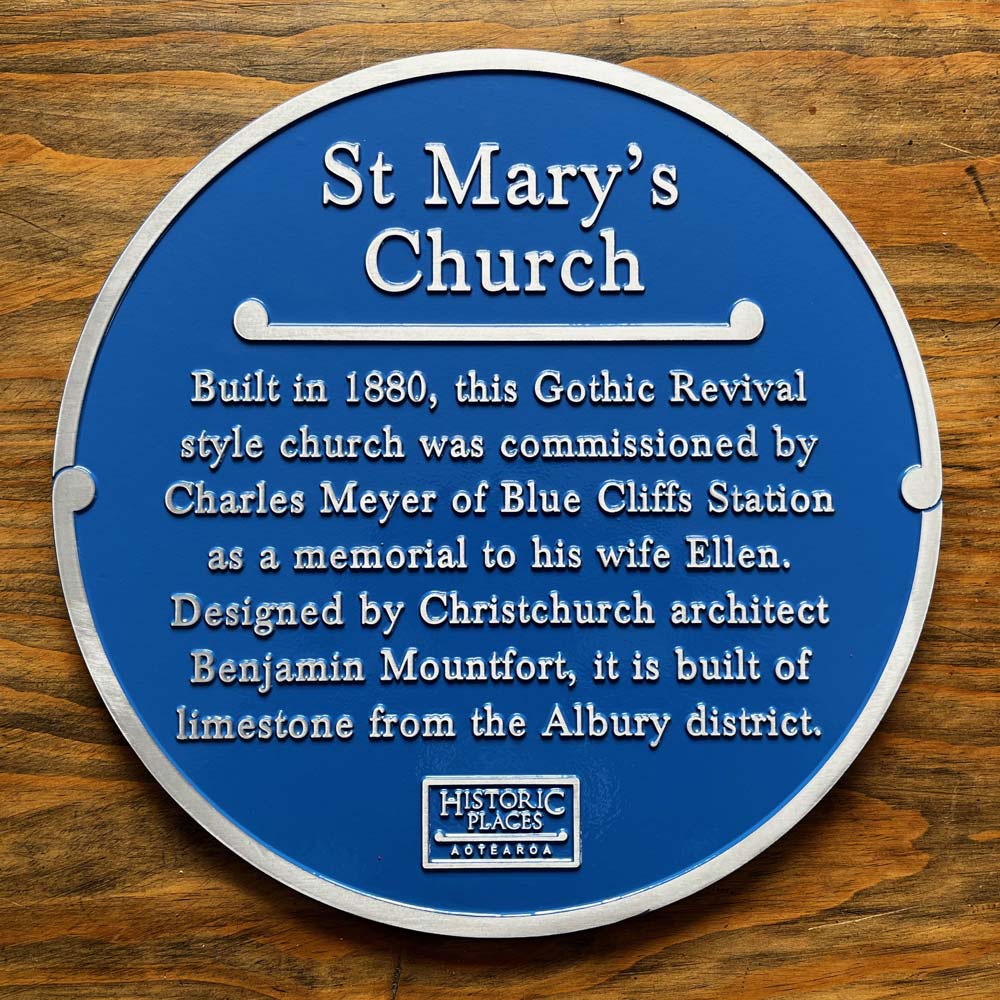 St Mary's
Church
Built in 1880, this Gothic Revival
style church was commissioned by
Charles Meyer of Blue Cliffs Station
as a memorial to his wife Ellen.
Designed by Christchurch architect
Benjamin Mountfort, it is built of
limestone from the Albury district.
HISTORIC
PLACES
AOTEAROA